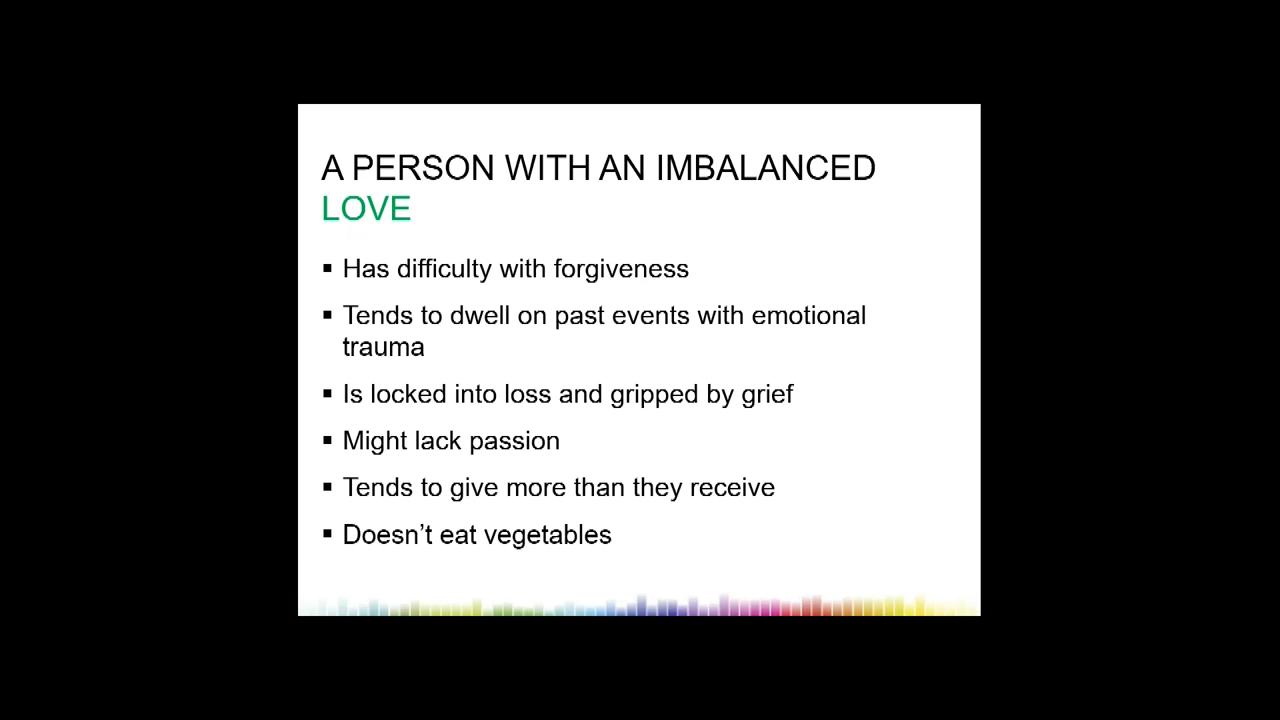 A PERSON WITH AN IMBALANCED
LOVE
▪ Has difficulty with forgiveness
▪ Tends to dwell on past events with emotional
trauma
▪ Is locked into loss and gripped by grief
▪ Might lack passion
▪ Tends to give more than they receive
▪ Doesn’t eat vegetables